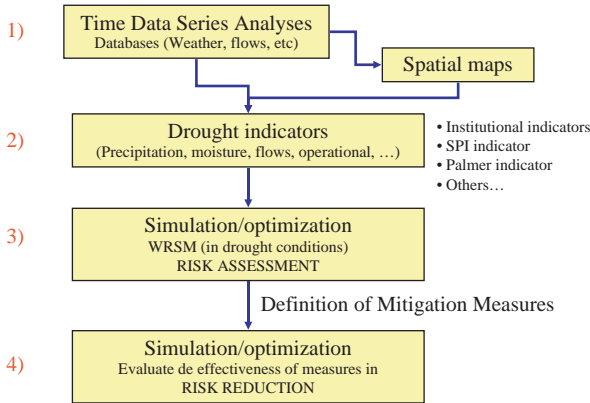 1)
Time Data Series Analyses
Databases (Weather, flows, etc)
Spatial maps
2)
Drought indicators
(Precipitation, moisture, flows, operational, …)
• Institutional indicators
• SPI indicator
• Palmer indicator
• Others…
3)
Simulation/optimization
WRSM (in drought conditions)
RISK ASSESSMENT
Definition of Mitigation Measures
4)
Simulation/optimization
Evaluate de effectiveness of measures in
RISK REDUCTION